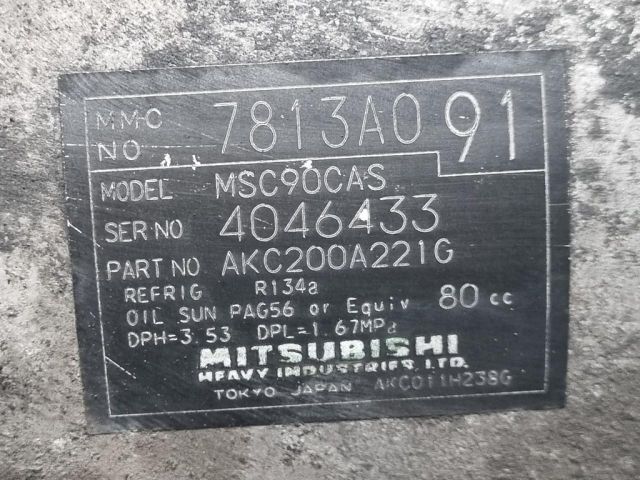 MMC NO 7813A091
MODEL MSC90CAS
SER NO 4046433
PART NO AKC200A221G
REFRIG R134a
OIL SUN PAG56 or Equiv 80 cc
DPH=3.53 DPL=1.67MPa
MITSUBISHI
HEAVY INDUSTRIES, LTD.
TOKYO JAPAN AKC011H238G